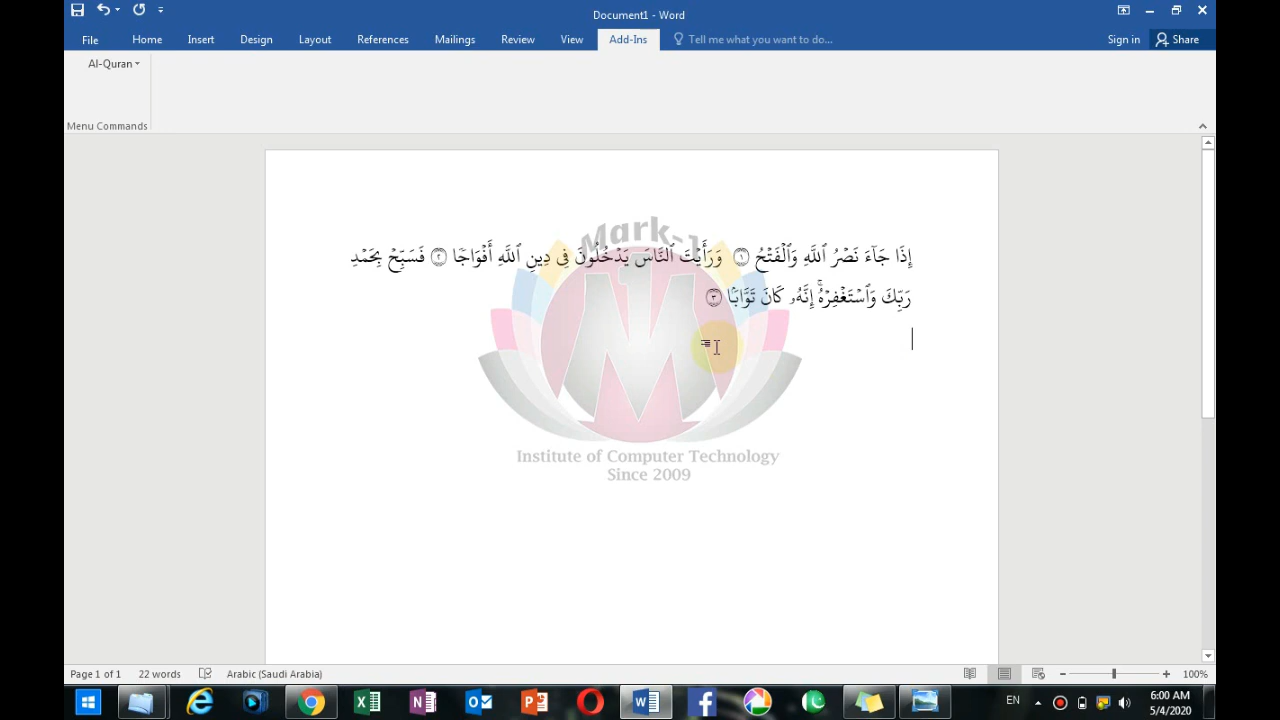 Document1 - Word
File Home Insert Design Layout References Mailings Review View Add-Ins Tell me what you want to do... Sign in Share
Al-Quran
Menu Commands
Mark-1
إِذَا جَآءَ نَصْرُ ٱللَّهِ وَٱلْفَتْحُ ١ وَرَأَيْتَ ٱلنَّاسَ يَدْخُلُونَ فِى دِينِ ٱللَّهِ أَفْوَاجًا ٢ فَسَبِّحْ بِحَمْدِ
رَبِّكَ وَٱسْتَغْفِرْهُ ۚ إِنَّهُۥ كَانَ تَوَّابًۢا ٣
1
M
Institute of Computer Technology
Since 2009
Page 1 of 1 22 words Arabic (Saudi Arabia) 100%
EN 6:00 AM
5/4/2020